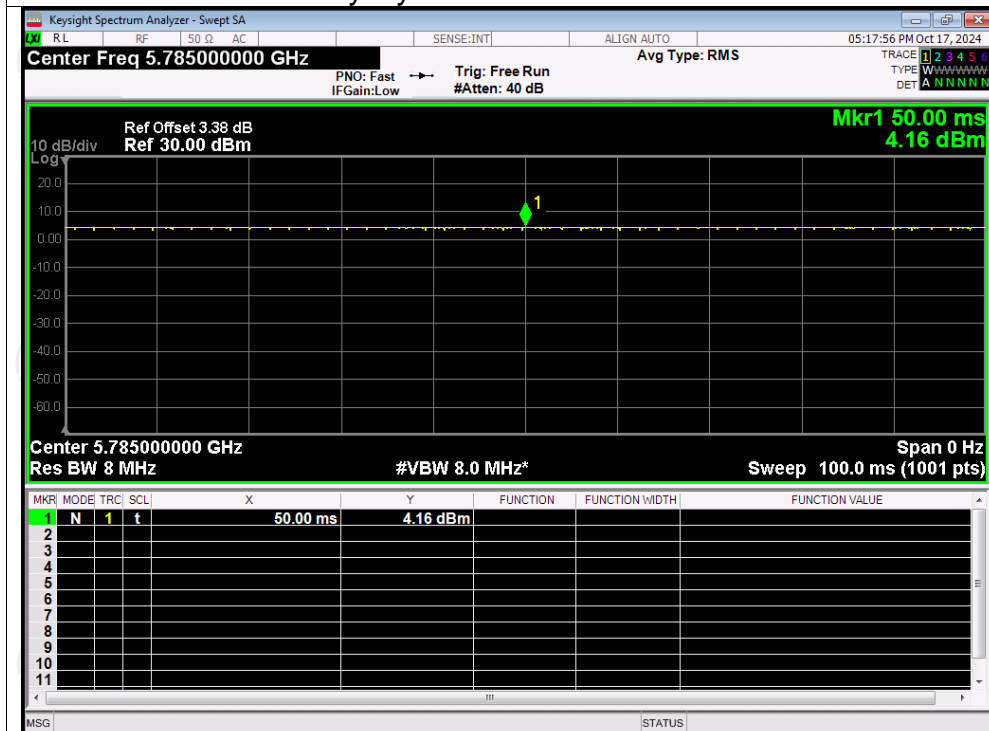 Keysight Spectrum Analyzer - Swept SA
LXI RL RF 50 Ω AC SENSE:INT ALIGN AUTO 05:17:56 PM Oct 17, 2024
Center Freq 5.785000000 GHz
PNO: Fast
IFGain:Low
Trig: Free Run
#Atten: 40 dB
Avg Type: RMS
TRACE 1 2 3 4 5 6
TYPE WWWWWW
DET A N N N N N
10 dB/div
Log
Ref Offset 3.38 dB
Ref 30.00 dBm
Mkr1 50.00 ms
4.16 dBm
20.0
10.0
1
0.00
-10.0
-20.0
-30.0
-40.0
-50.0
-60.0
Center 5.785000000 GHz Span 0 Hz
Res BW 8 MHz #VBW 8.0 MHz* Sweep 100.0 ms (1001 pts)
MKR MODE TRC SCL X Y FUNCTION FUNCTION WIDTH FUNCTION VALUE
1 N 1 t 50.00 ms 4.16 dBm
2
3
4
5
6
7
8
9
10
11
MSG STATUS